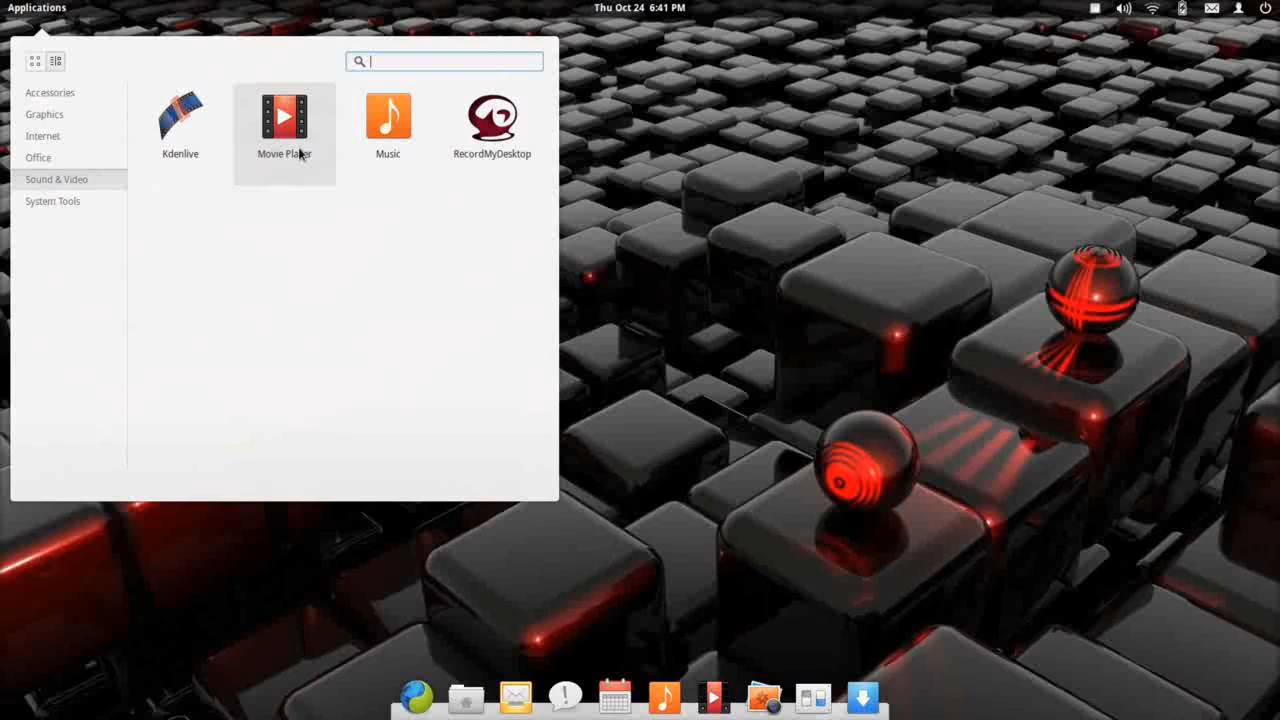 Applications
Thu Oct 24 6:41 PM
Accessories
Graphics
Internet
Office
Sound & Video
System Tools
Kdenlive
Movie Player
Music
RecordMyDesktop